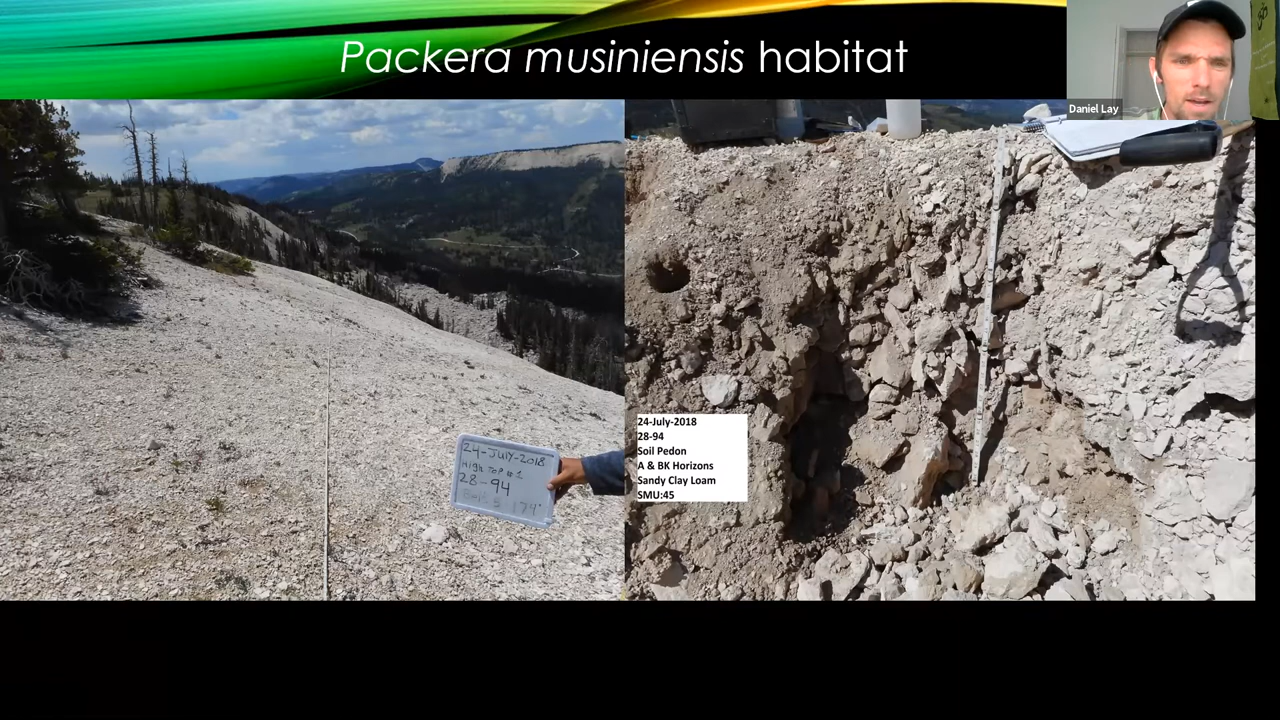 Packera musiniensis habitat
Daniel Lay
24-JULY-2018
HIGH TOP #1
28-94
179°
24-July-2018
28-94
Soil Pedon
A & BK Horizons
Sandy Clay Loam
SMU:45